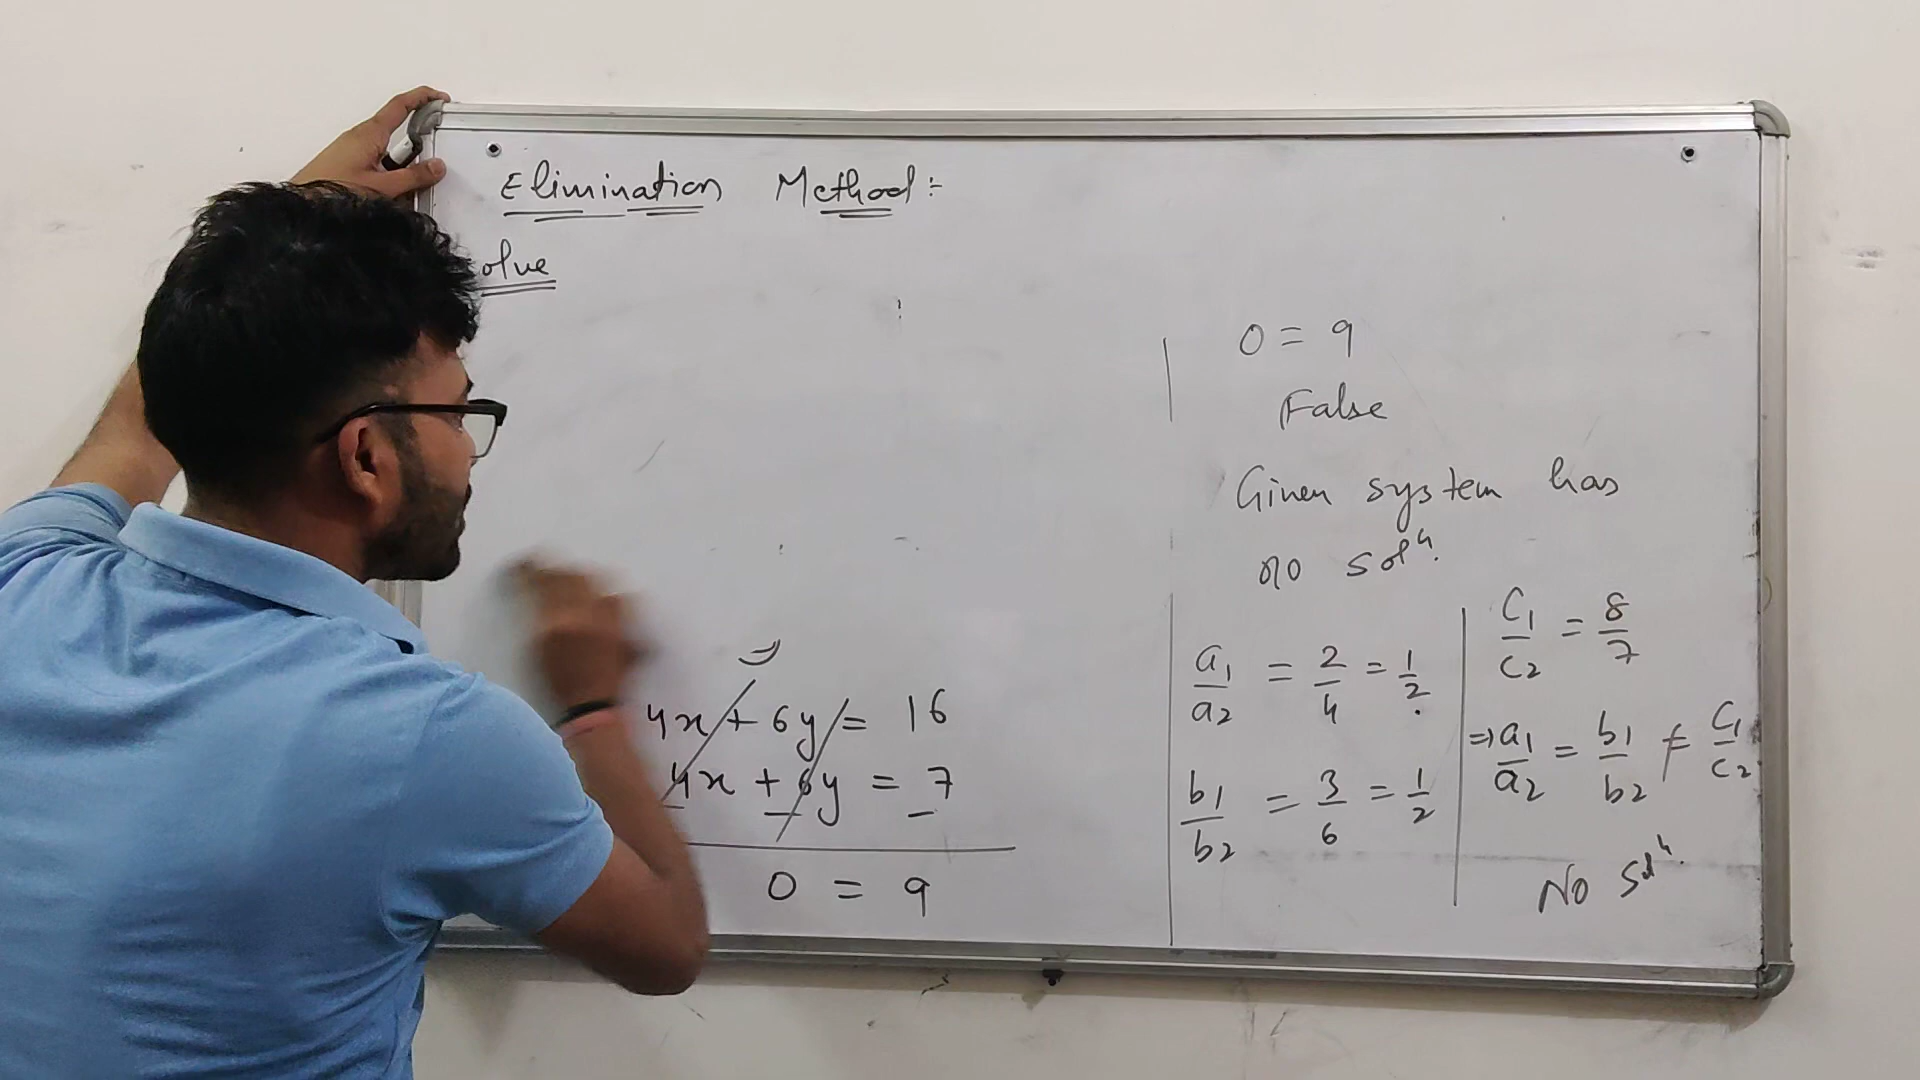 Elimination Method :-
olve
4x + 6y = 16
4x + 6y = 7
0 = 9
0 = 9
False
Given system has
no solⁿ.
a₁/a₂ = 2/4 = 1/2.
b₁/b₂ = 3/6 = 1/2
C₁/C₂ = 8/7
⇒ a₁/a₂ = b₁/b₂ ≠ C₁/C₂
No Solⁿ.